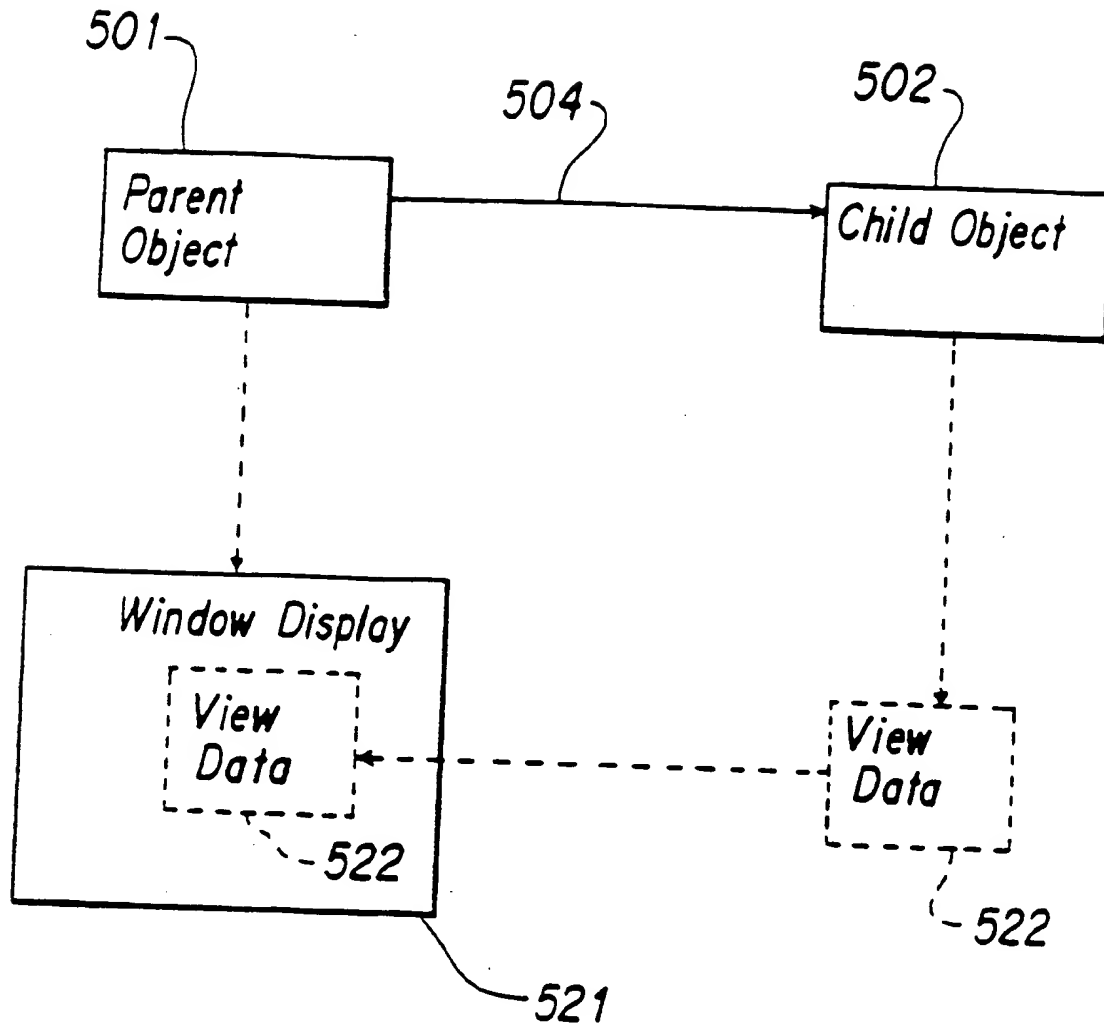 501
504
502
Parent
Object
Child Object
Window Display
View
Data
View
Data
522
522
521